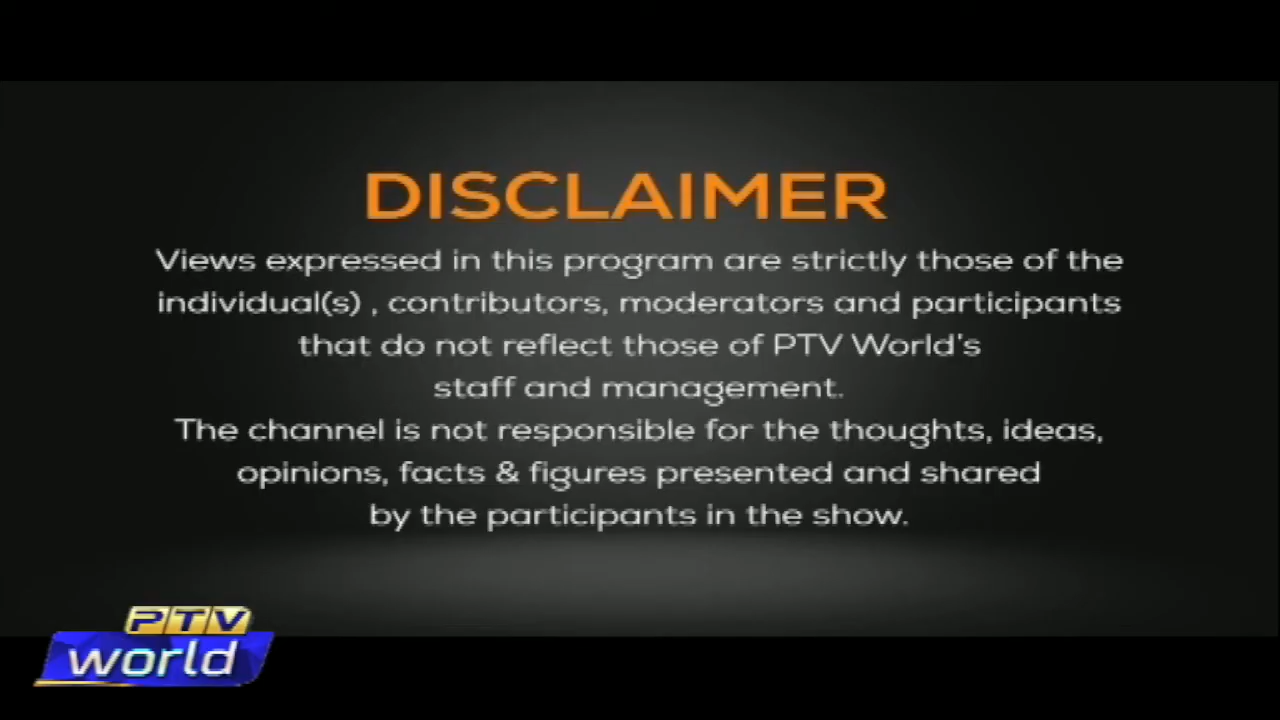 DISCLAIMER
Views expressed in this program are strictly those of the
individual(s) , contributors, moderators and participants
that do not reflect those of PTV World's
staff and management.
The channel is not responsible for the thoughts, ideas,
opinions, facts & figures presented and shared
by the participants in the show.
PTV
world